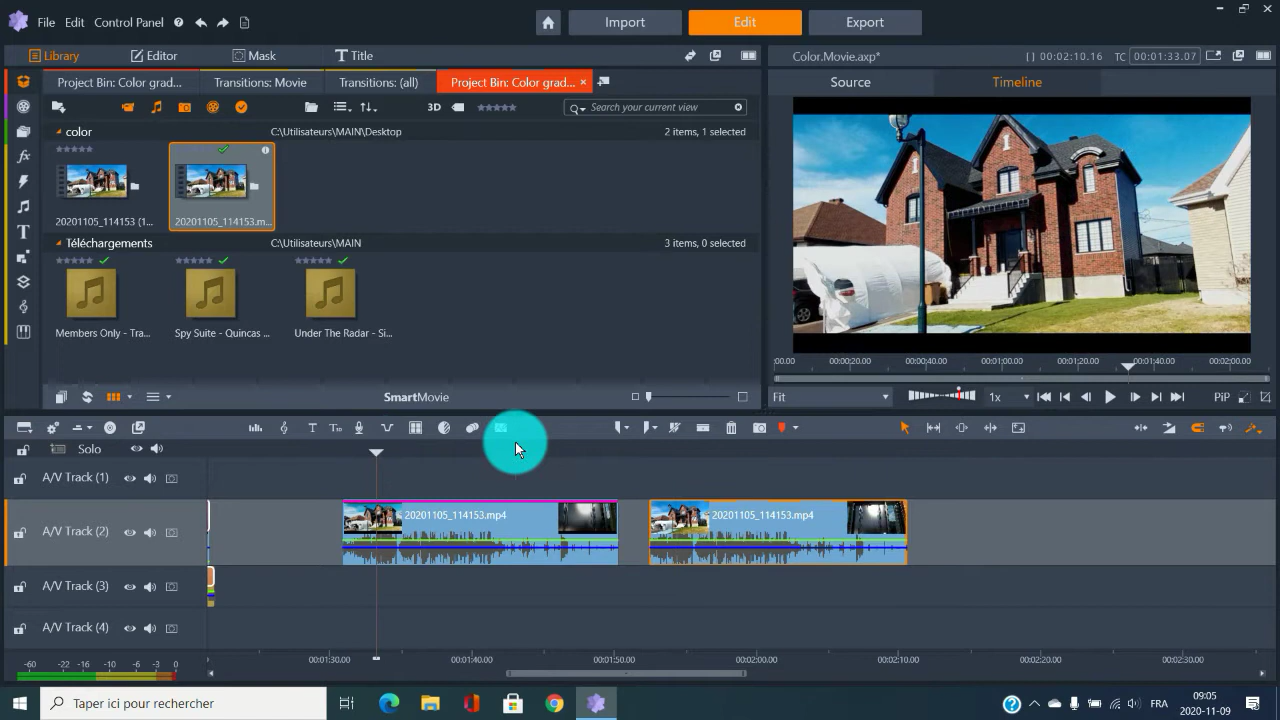 File Edit Control Panel Import Edit Export
Library Editor Mask Title
Color.Movie.axp* [] 00:02:10.16 TC 00:01:33.07
Project Bin: Color grad... Transitions: Movie Transitions: (all) Project Bin: Color grad... ×
Source Timeline
3D Search your current view
color C:\Utilisateurs\MAIN\Desktop 2 items, 1 selected
20201105_114153 (1... 20201105_114153.m...
Téléchargements C:\Utilisateurs\MAIN 3 items, 0 selected
Members Only - Tra... Spy Suite - Quincas ... Under The Radar - Si...
:00.00 00:00:20.00 00:00:40.00 00:01:00.00 00:01:20.00 00:01:40.00 00:02:00.00
SmartMovie
Fit 1x PiP
Solo
A/V Track (1)
A/V Track (2)
20201105_114153.mp4 20201105_114153.mp4
A/V Track (3)
A/V Track (4)
-60 -22 -16 -10 -6 -3 0
00:01:30.00 00:01:40.00 00:01:50.00 00:02:00.00 00:02:10.00 00:02:20.00 00:02:30.00
Taper ici pour rechercher
FRA
09:05
2020-11-09